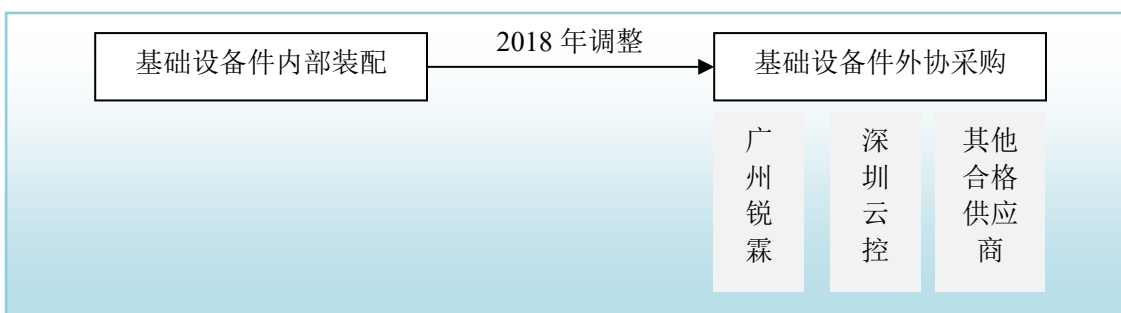 2018 年调整
基础设备件内部装配
基础设备件外协采购
广州锐霖
深圳云控
其他
合格
供应
商